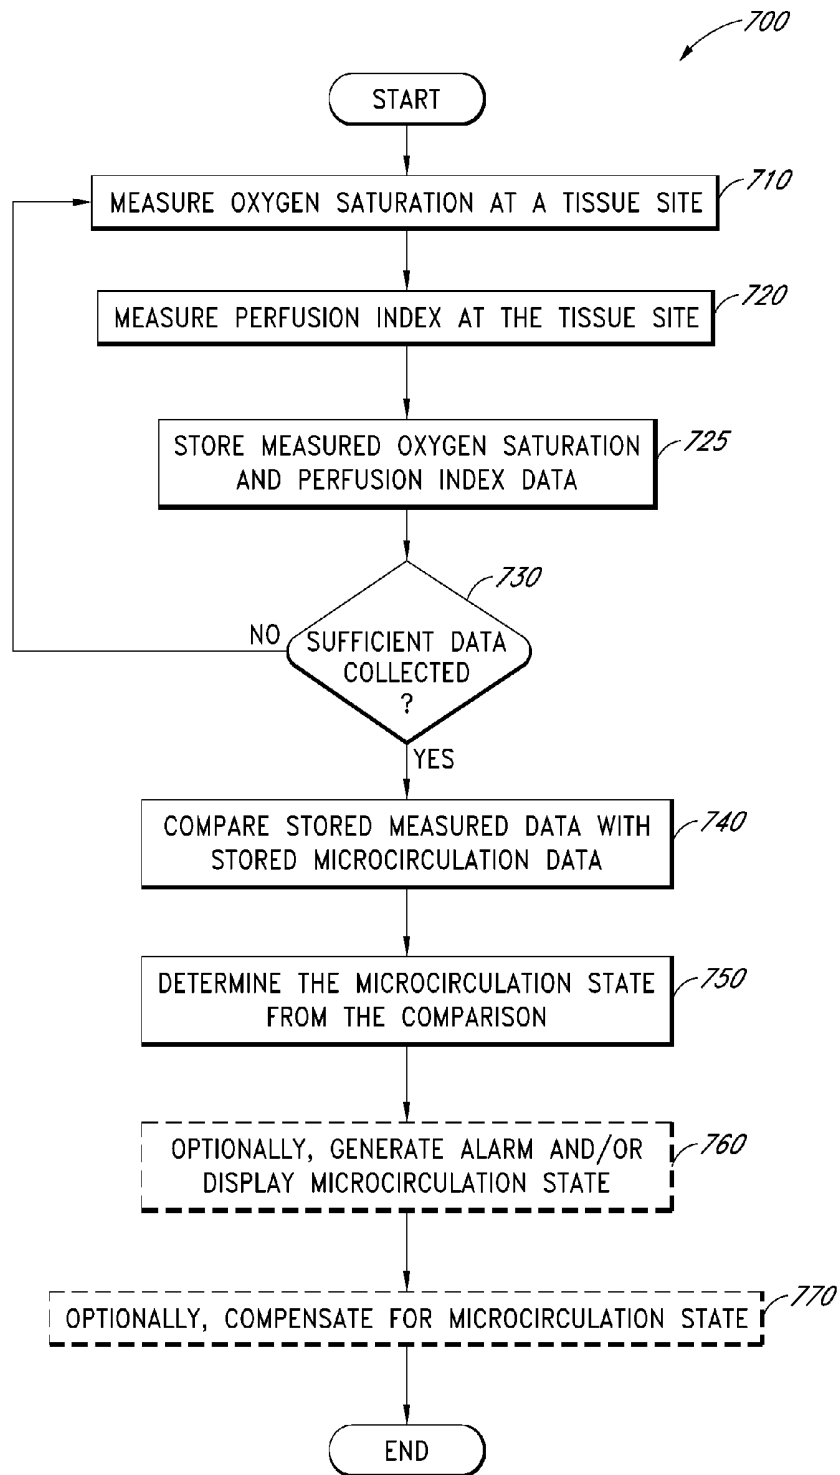 700
START
MEASURE OXYGEN SATURATION AT A TISSUE SITE
710
MEASURE PERFUSION INDEX AT THE TISSUE SITE
720
STORE MEASURED OXYGEN SATURATION
AND PERFUSION INDEX DATA
725
730
NO
SUFFICIENT DATA
COLLECTED
?
YES
COMPARE STORED MEASURED DATA WITH
STORED MICROCIRCULATION DATA
740
DETERMINE THE MICROCIRCULATION STATE
FROM THE COMPARISON
750
OPTIONALLY, GENERATE ALARM AND/OR
DISPLAY MICROCIRCULATION STATE
760
OPTIONALLY, COMPENSATE FOR MICROCIRCULATION STATE
770
END